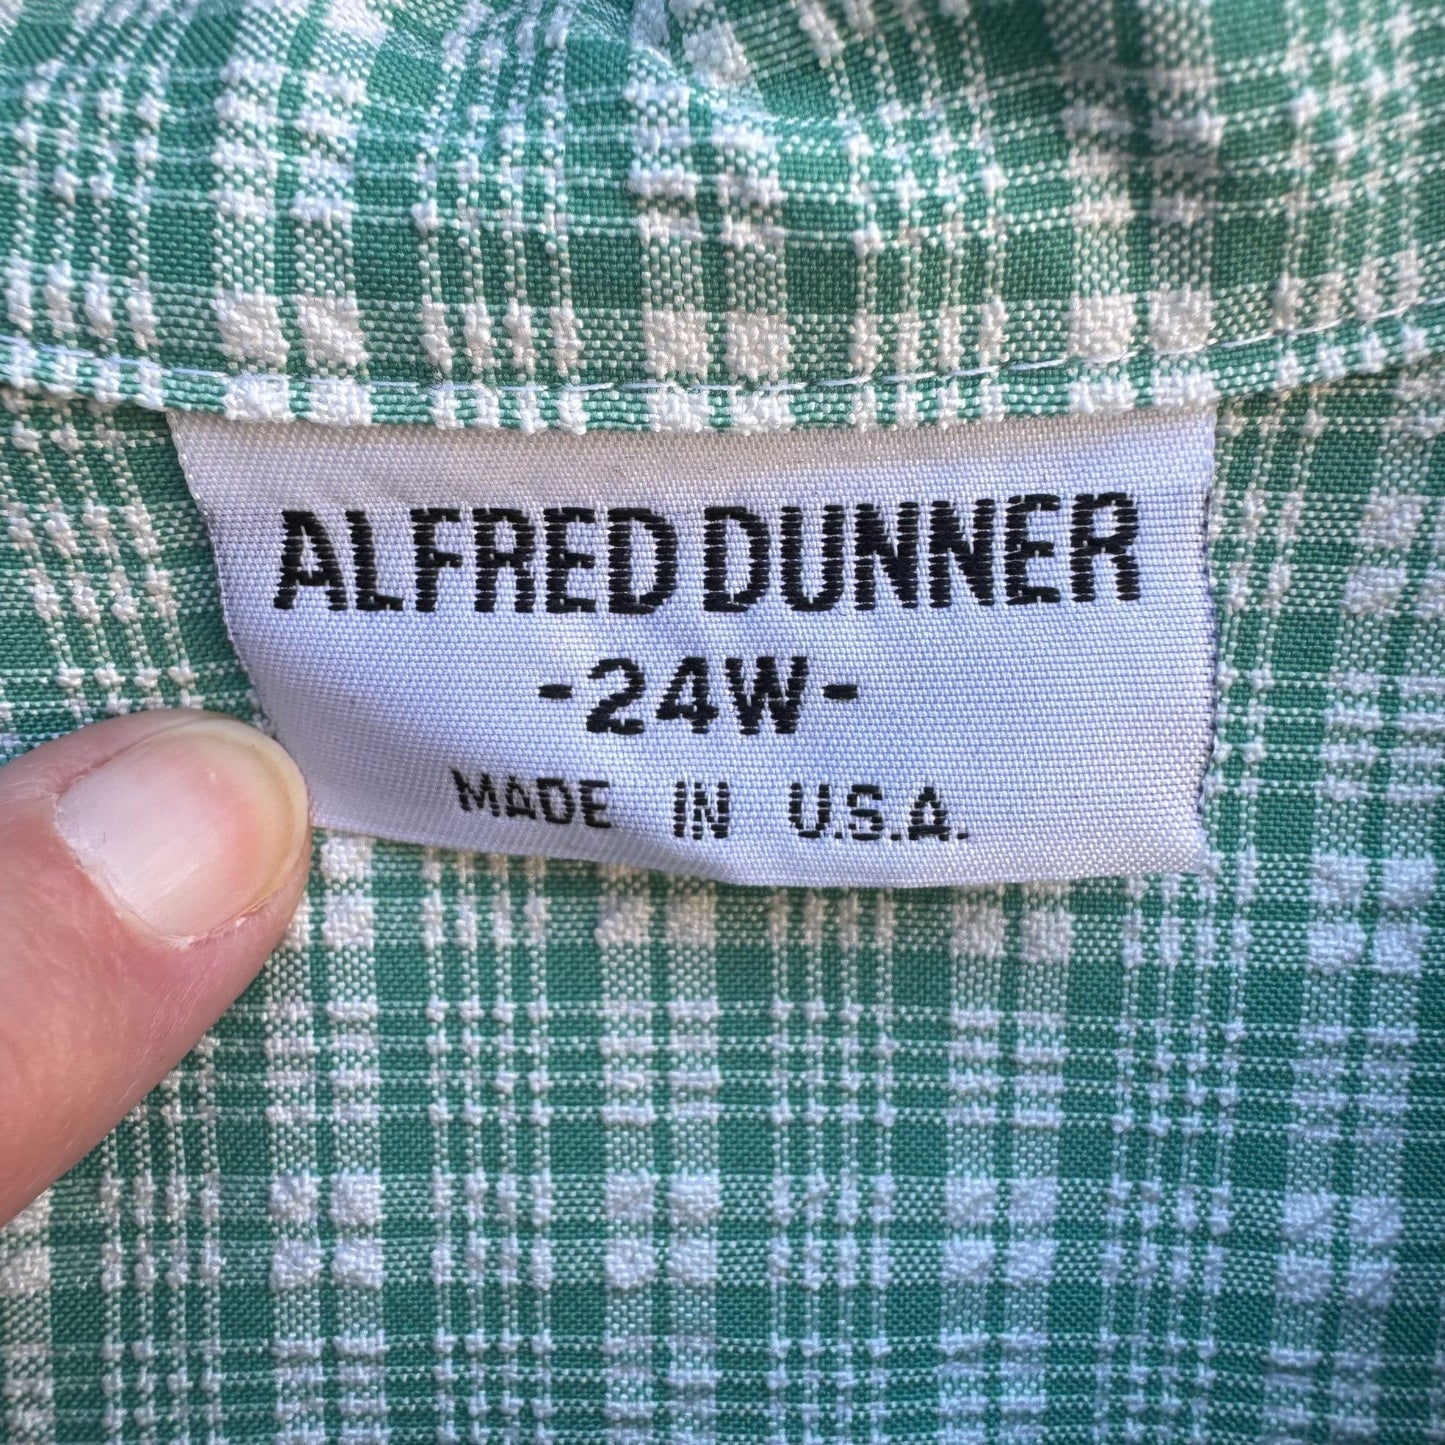 ALFRED DUNNER
-24W-
MADE IN U.S.A.